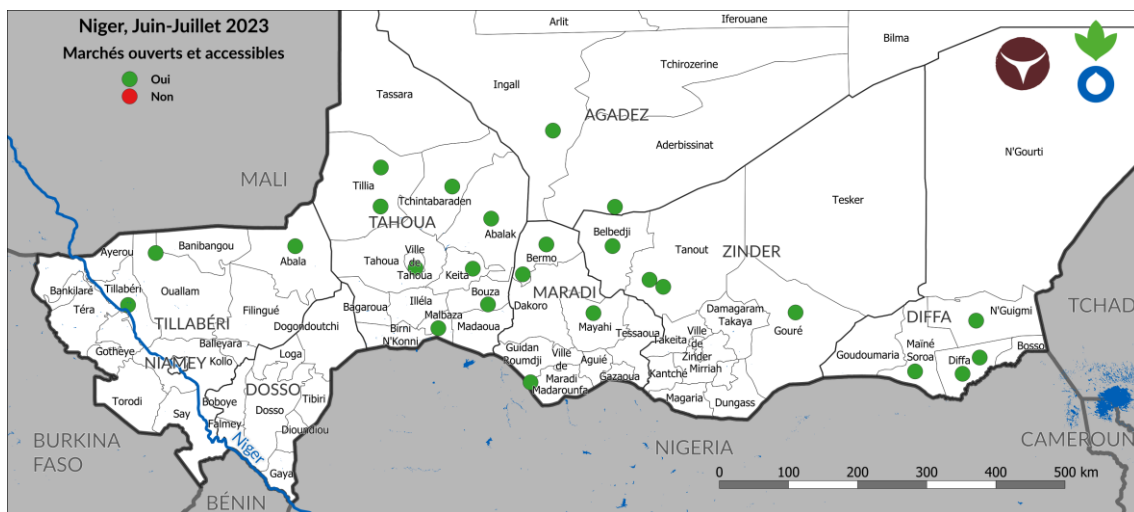 Niger, Juin-Juillet 2023
Marchés ouverts et accessibles
Oui
Non
Arlit
Iferouane
Bilma
Tchirozerine
Ingall
Tassara
AGADEZ
Aderbissinat
N'Gourti
MALI
Tillia
Tchintabaraden
Tesker
TAHOUA
Abalak
Belbedji
Tanout
ZINDER
Ayerou
Banibangou
Abala
Tahoua
Ville
de
Tahoua
Keita
Bermo
Bankilaré
Tillabéri
Ouallam
Téra
Filingué
Bagaroua
Illéla
Bouza
Dakoro
MARADI
Malbaza
Birni
N'Konni
Madaoua
Mayahi
Tessaoua
Damagaram
Takaya
Gouré
DIFFA
N'Guigmi
TCHAD
TILLABÉRI
Dogondoutchi
Balleyara
Gotheye
NIAMEY
Kollo
Loga
Guidan
Roumdji
Ville
de
Maradi
Madarounfa
Aguié
Gazaoua
Takeita
Ville
de
Zinder
Mirriah
Kantché
Magaria
Dungass
Goudoumaria
Maïné
Soroa
Diffa
Bosso
Torodi
Say
Boboye
DOSSO
Dosso
Tibiri
Falmey
Dioundiou
Gaya
Niger
BURKINA
FASO
BÉNIN
NIGERIA
CAMEROUN
0 100 200 300 400 500 km